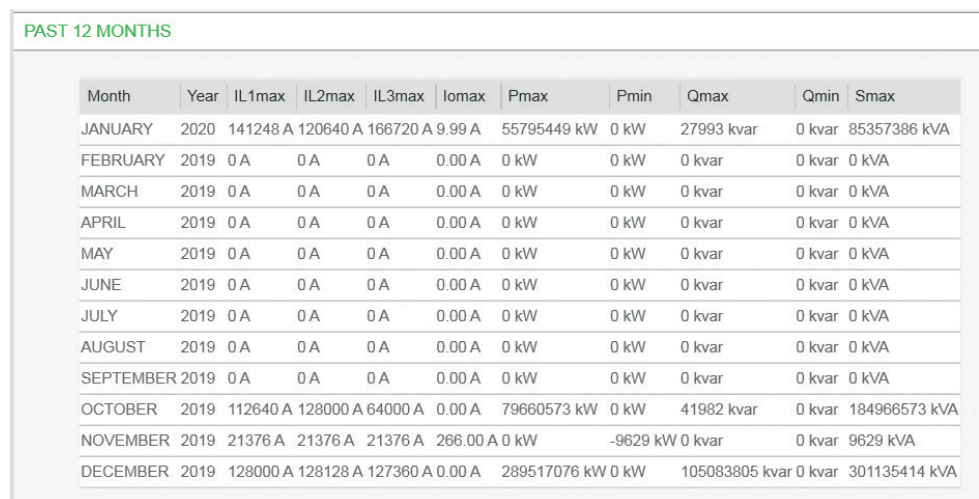 PAST 12 MONTHS
Month Year IL1max IL2max IL3max Iomax Pmax Pmin Qmax Qmin Smax
JANUARY 2020 141248 A 120640 A 166720 A 9.99 A 55795449 kW 0 kW 27993 kvar 0 kvar 85357386 kVA
FEBRUARY 2019 0 A 0 A 0 A 0.00 A 0 kW 0 kW 0 kvar 0 kvar 0 kVA
MARCH 2019 0 A 0 A 0 A 0.00 A 0 kW 0 kW 0 kvar 0 kvar 0 kVA
APRIL 2019 0 A 0 A 0 A 0.00 A 0 kW 0 kW 0 kvar 0 kvar 0 kVA
MAY 2019 0 A 0 A 0 A 0.00 A 0 kW 0 kW 0 kvar 0 kvar 0 kVA
JUNE 2019 0 A 0 A 0 A 0.00 A 0 kW 0 kW 0 kvar 0 kvar 0 kVA
JULY 2019 0 A 0 A 0 A 0.00 A 0 kW 0 kW 0 kvar 0 kvar 0 kVA
AUGUST 2019 0 A 0 A 0 A 0.00 A 0 kW 0 kW 0 kvar 0 kvar 0 kVA
SEPTEMBER 2019 0 A 0 A 0 A 0.00 A 0 kW 0 kW 0 kvar 0 kvar 0 kVA
OCTOBER 2019 112640 A 128000 A 64000 A 0.00 A 79660573 kW 0 kW 41982 kvar 0 kvar 184966573 kVA
NOVEMBER 2019 21376 A 21376 A 21376 A 266.00 A 0 kW -9629 kW 0 kvar 0 kvar 9629 kVA
DECEMBER 2019 128000 A 128128 A 127360 A 0.00 A 289517076 kW 0 kW 105083805 kvar 0 kvar 301135414 kVA